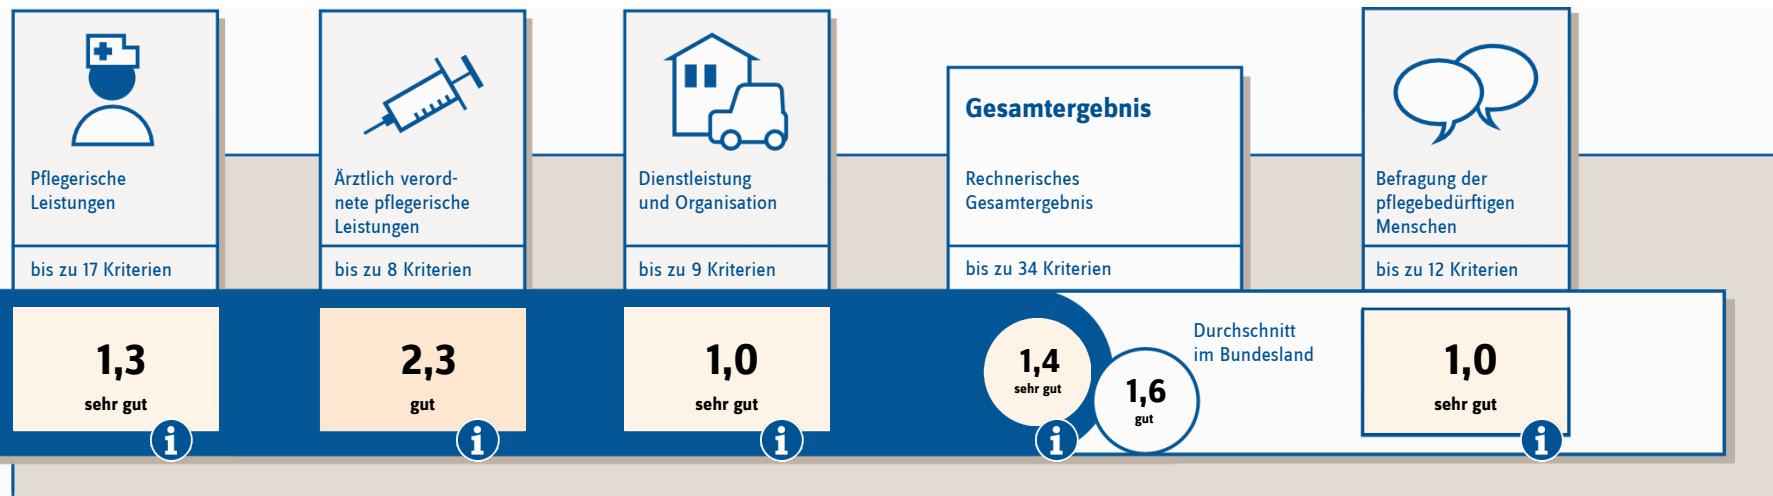 Pflegerische
Leistungen
bis zu 17 Kriterien
1,3
sehr gut
i
Ärztlich verord-
nete pflegerische
Leistungen
bis zu 8 Kriterien
2,3
gut
i
Dienstleistung
und Organisation
bis zu 9 Kriterien
1,0
sehr gut
i
Gesamtergebnis
Rechnerisches
Gesamtergebnis
bis zu 34 Kriterien
1,4
sehr gut
i
1,6
gut
Durchschnitt
im Bundesland
Befragung der
pflegebedürftigen
Menschen
bis zu 12 Kriterien
1,0
sehr gut
i